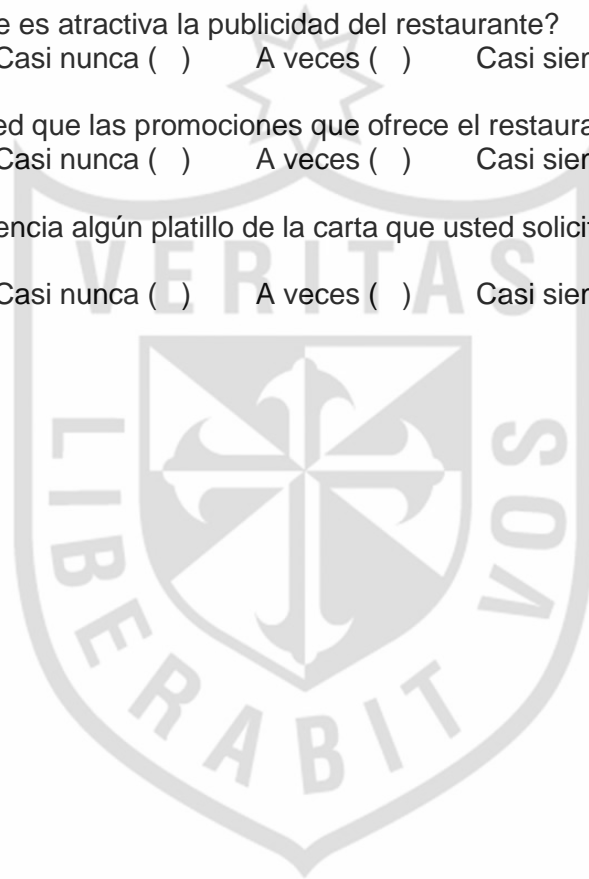 e es atractiva la publicidad del restaurante?
Casi nunca (  ) A veces (  ) Casi sier
ed que las promociones que ofrece el restaura
Casi nunca (  ) A veces (  ) Casi sier
encia algún platillo de la carta que usted solicit
Casi nunca (  ) A veces (  ) Casi sier
VERITAS
LIBERABIT
VOS